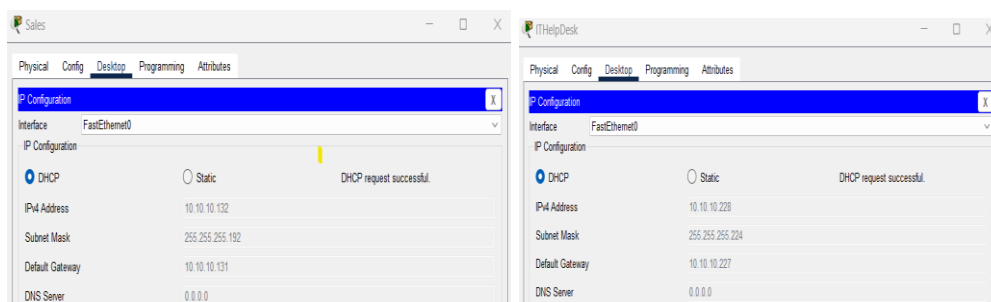 Sales
Physical Config Desktop Programming Attributes
IP Configuration X
Interface FastEthernet0
IP Configuration
DHCP Static DHCP request successful.
IPv4 Address 10.10.10.132
Subnet Mask 255.255.255.192
Default Gateway 10.10.10.131
DNS Server 0.0.0.0
ITHelpDesk
Physical Config Desktop Programming Attributes
IP Configuration X
Interface FastEthernet0
IP Configuration
DHCP Static DHCP request successful.
IPv4 Address 10.10.10.228
Subnet Mask 255.255.255.224
Default Gateway 10.10.10.227
DNS Server 0.0.0.0